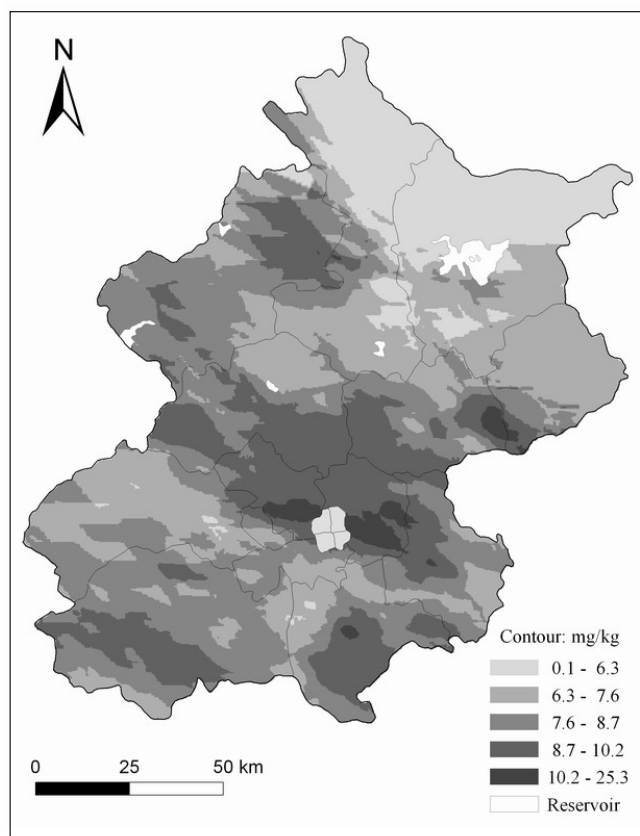 N
Contour: mg/kg
0.1 - 6.3
6.3 - 7.6
7.6 - 8.7
8.7 - 10.2
10.2 - 25.3
Reservoir
0 25 50 km